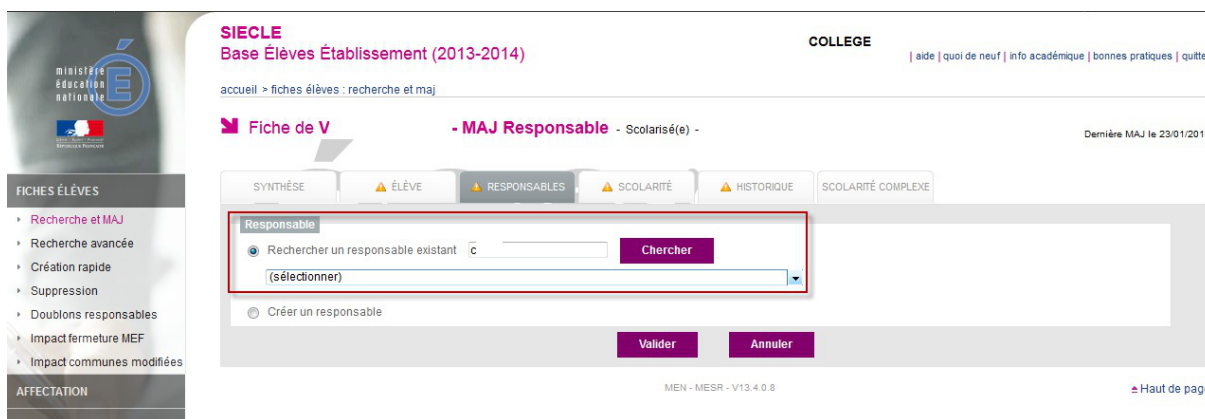 SIECLE
Base Élèves Établissement (2013-2014)
COLLEGE
| aide | quoi de neuf | info académique | bonnes pratiques | quitte
ministère
éducation
nationale
accueil > fiches élèves : recherche et maj
Fiche de V - MAJ Responsable - Scolarisé(e) -
Dernière MAJ le 23/01/201
SYNTHÈSE
ÉLÈVE
RESPONSABLES
SCOLARITÉ
HISTORIQUE
SCOLARITÉ COMPLEXE
FICHES ÉLÈVES
Recherche et MAJ
Recherche avancée
Création rapide
Suppression
Doublons responsables
Impact fermeture MEF
Impact communes modifiées
AFFECTATION
Responsable
Rechercher un responsable existant c Chercher
(sélectionner)
Créer un responsable
Valider Annuler
MEN - MESR - V13.4.0.8
Haut de pag